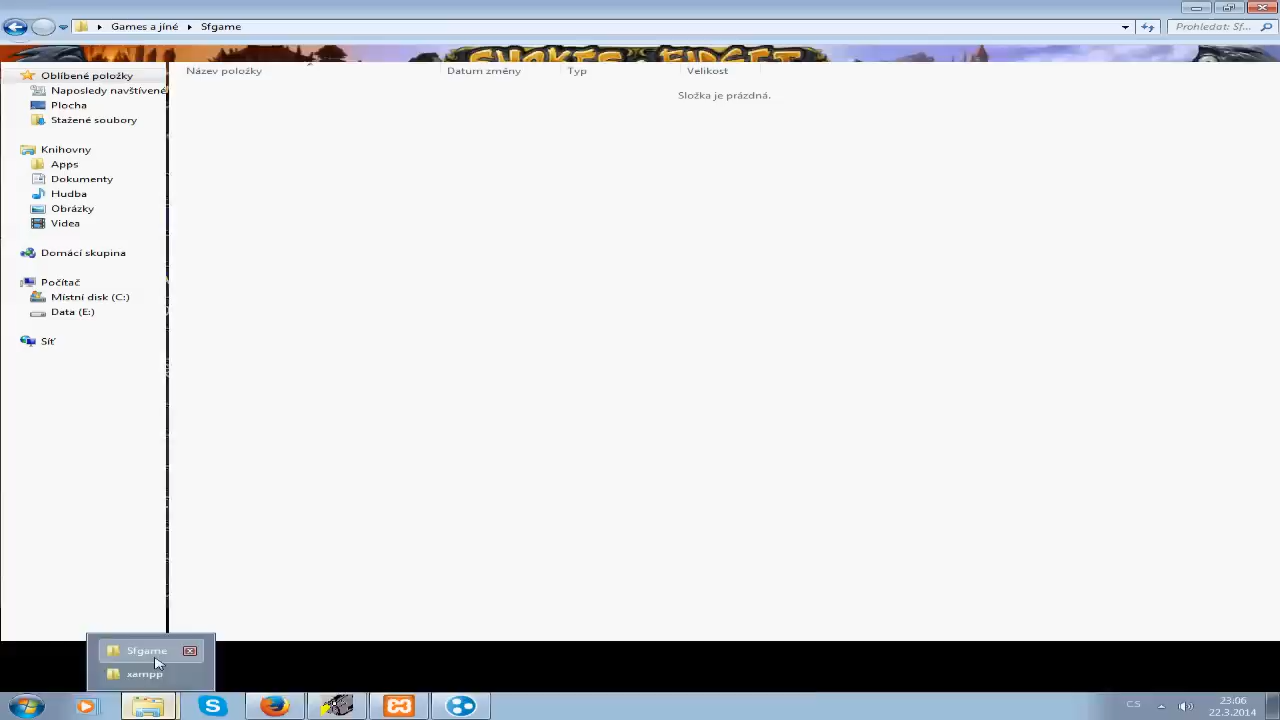 Games a jiné ▸ Sfgame
Prohledat: Sf...
SHAKES FIDGET
Název položky Datum změny Typ Velikost
Složka je prázdná.
Oblíbené položky
Naposledy navštívené
Plocha
Stažené soubory
Knihovny
Apps
Dokumenty
Hudba
Obrázky
Videa
Domácí skupina
Počítač
Místní disk (C:)
Data (E:)
Síť
Sfgame
xampp
CS
23:06
22.3.2014